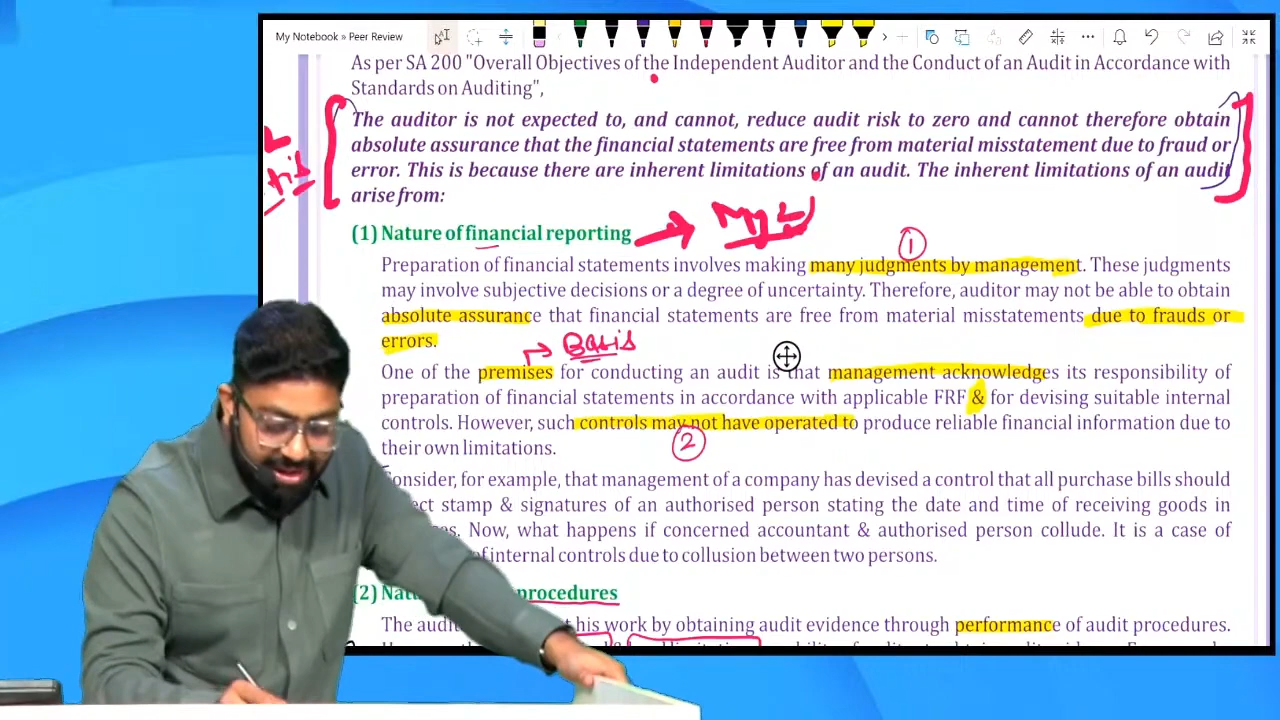 My Notebook » Peer Review
As per SA 200 "Overall Objectives of the Independent Auditor and the Conduct of an Audit in Accordance with
Standards on Auditing",
The auditor is not expected to, and cannot, reduce audit risk to zero and cannot therefore obtain
absolute assurance that the financial statements are free from material misstatement due to fraud or
error. This is because there are inherent limitations of an audit. The inherent limitations of an audit
arise from:
(1) Nature of financial reporting
1
Preparation of financial statements involves making many judgments by management. These judgments
may involve subjective decisions or a degree of uncertainty. Therefore, auditor may not be able to obtain
absolute assurance that financial statements are free from material misstatements due to frauds or
errors.
Basis
One of the premises for conducting an audit is that management acknowledges its responsibility of
preparation of financial statements in accordance with applicable FRF & for devising suitable internal
controls. However, such controls may not have operated to produce reliable financial information due to
their own limitations.
2
Consider, for example, that management of a company has devised a control that all purchase bills should
stamp & signatures of an authorised person stating the date and time of receiving goods in
Now, what happens if concerned accountant & authorised person collude. It is a case of
of internal controls due to collusion between two persons.
(2) procedures
The his work by obtaining audit evidence through performance of audit procedures.